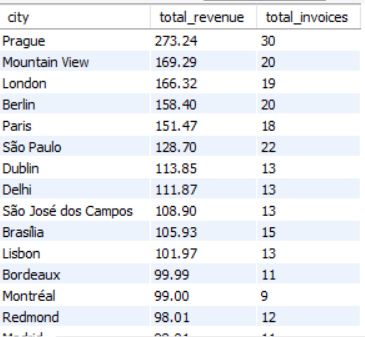 city total_revenue total_invoices
Prague 273.24 30
Mountain View 169.29 20
London 166.32 19
Berlin 158.40 20
Paris 151.47 18
São Paulo 128.70 22
Dublin 113.85 13
Delhi 111.87 13
São José dos Campos 108.90 13
Brasília 105.93 15
Lisbon 101.97 13
Bordeaux 99.99 11
Montréal 99.00 9
Redmond 98.01 12